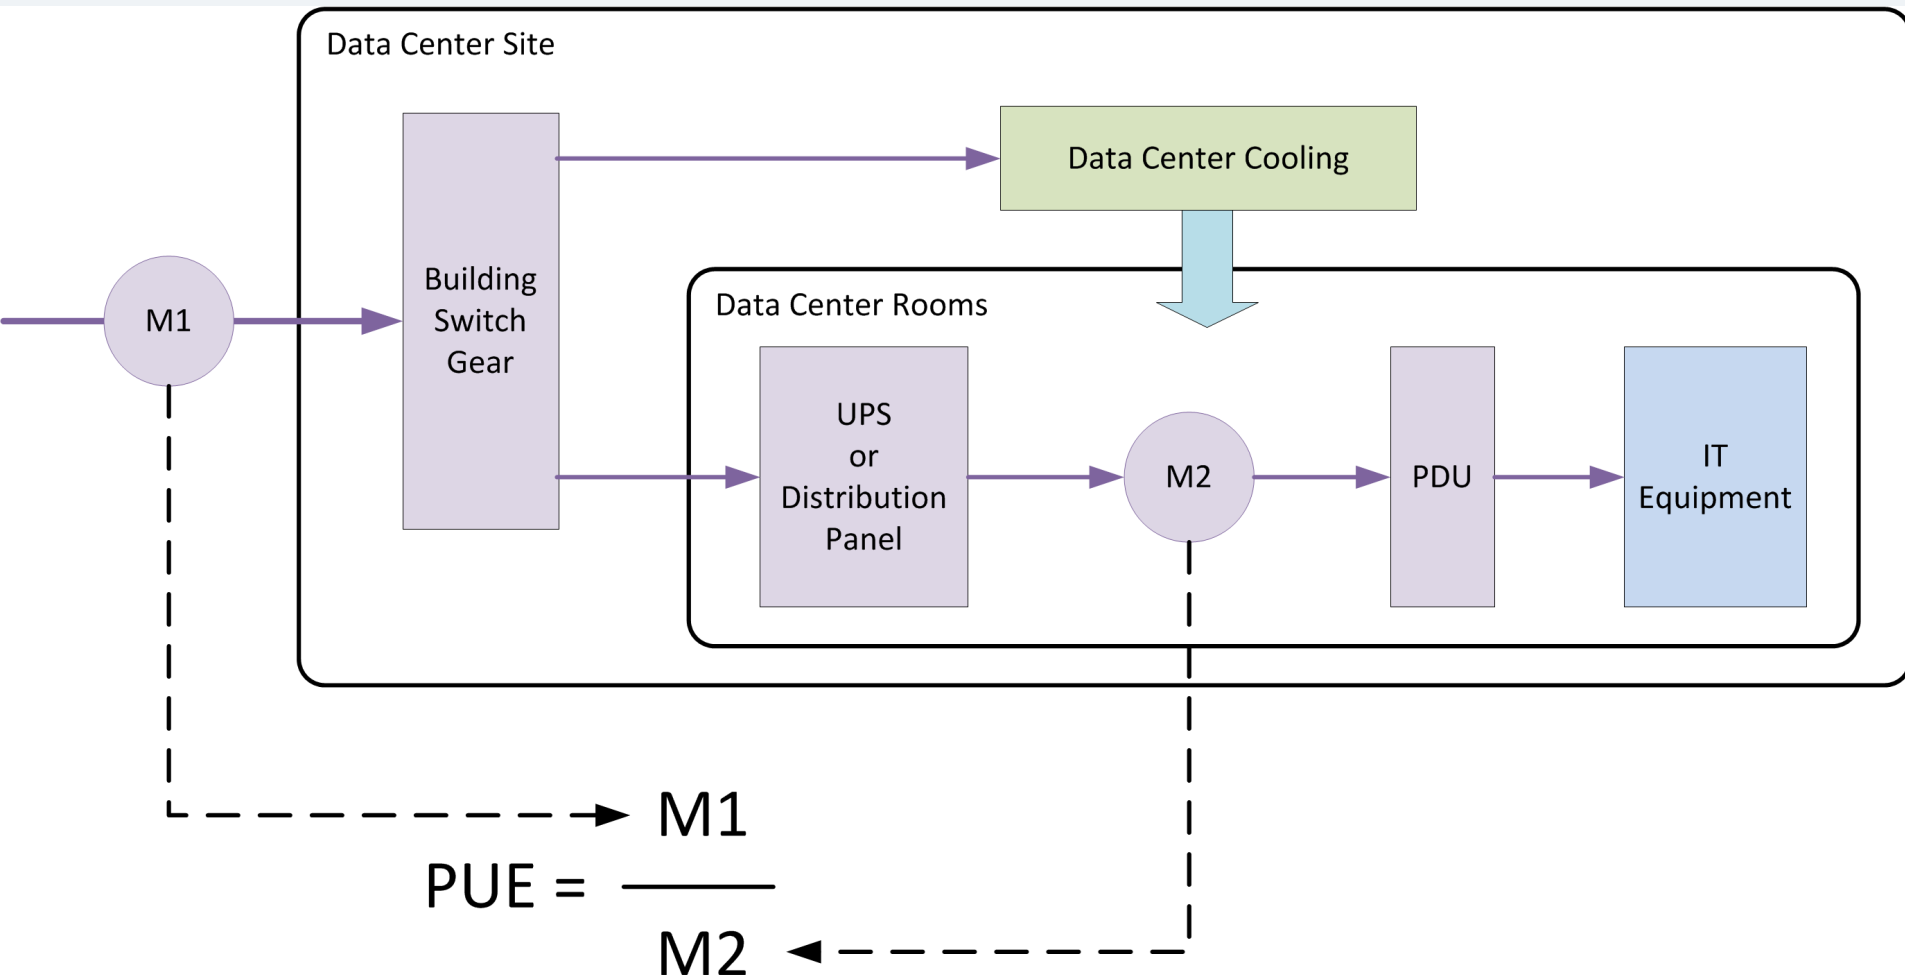 Data Center Site
Data Center Cooling
Building
Switch
Gear
M1
Data Center Rooms
UPS
or
Distribution
Panel
M2
PDU
IT
Equipment
M1
PUE =
M2